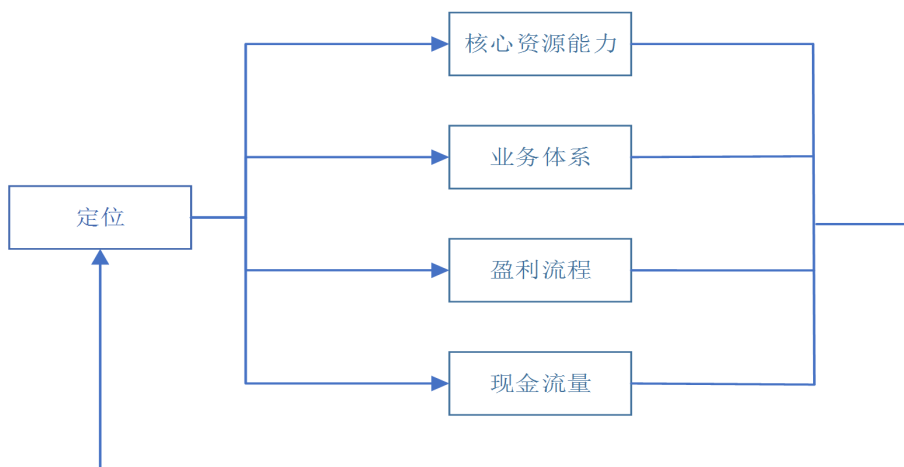 核心资源能力
业务体系
定位
盈利流程
现金流量